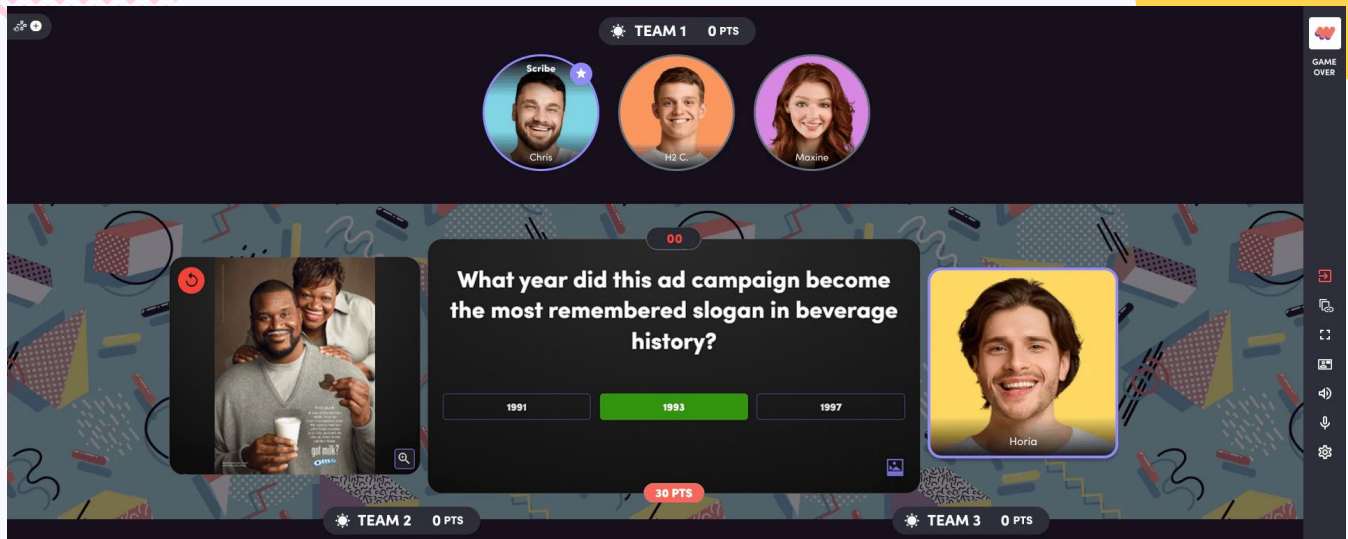 TEAM 1 0 PTS
GAME
OVER
Scribe
Chris
H2 C.
Maxine
00
What year did this ad campaign become
the most remembered slogan in beverage
history?
1991
1993
1997
30 PTS
got milk?
OREO
Horia
TEAM 2 0 PTS
TEAM 3 0 PTS